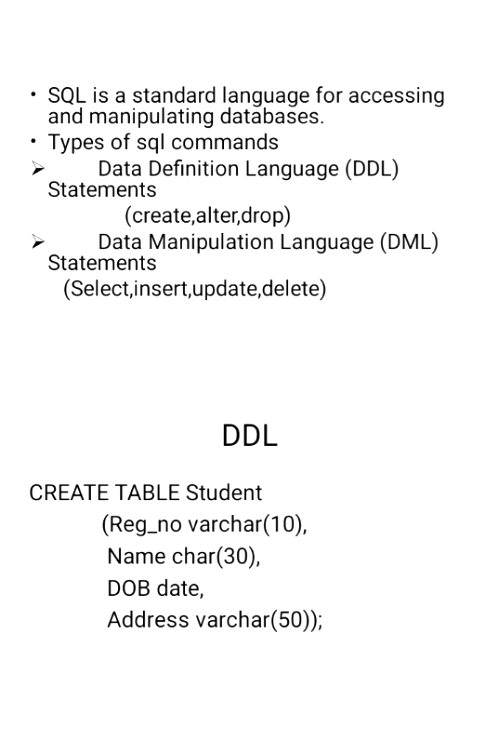 • SQL is a standard language for accessing
and manipulating databases.
• Types of sql commands
➢ Data Definition Language (DDL)
Statements
(create,alter,drop)
➢ Data Manipulation Language (DML)
Statements
(Select,insert,update,delete)
DDL
CREATE TABLE Student
(Reg_no varchar(10),
Name char(30),
DOB date,
Address varchar(50));